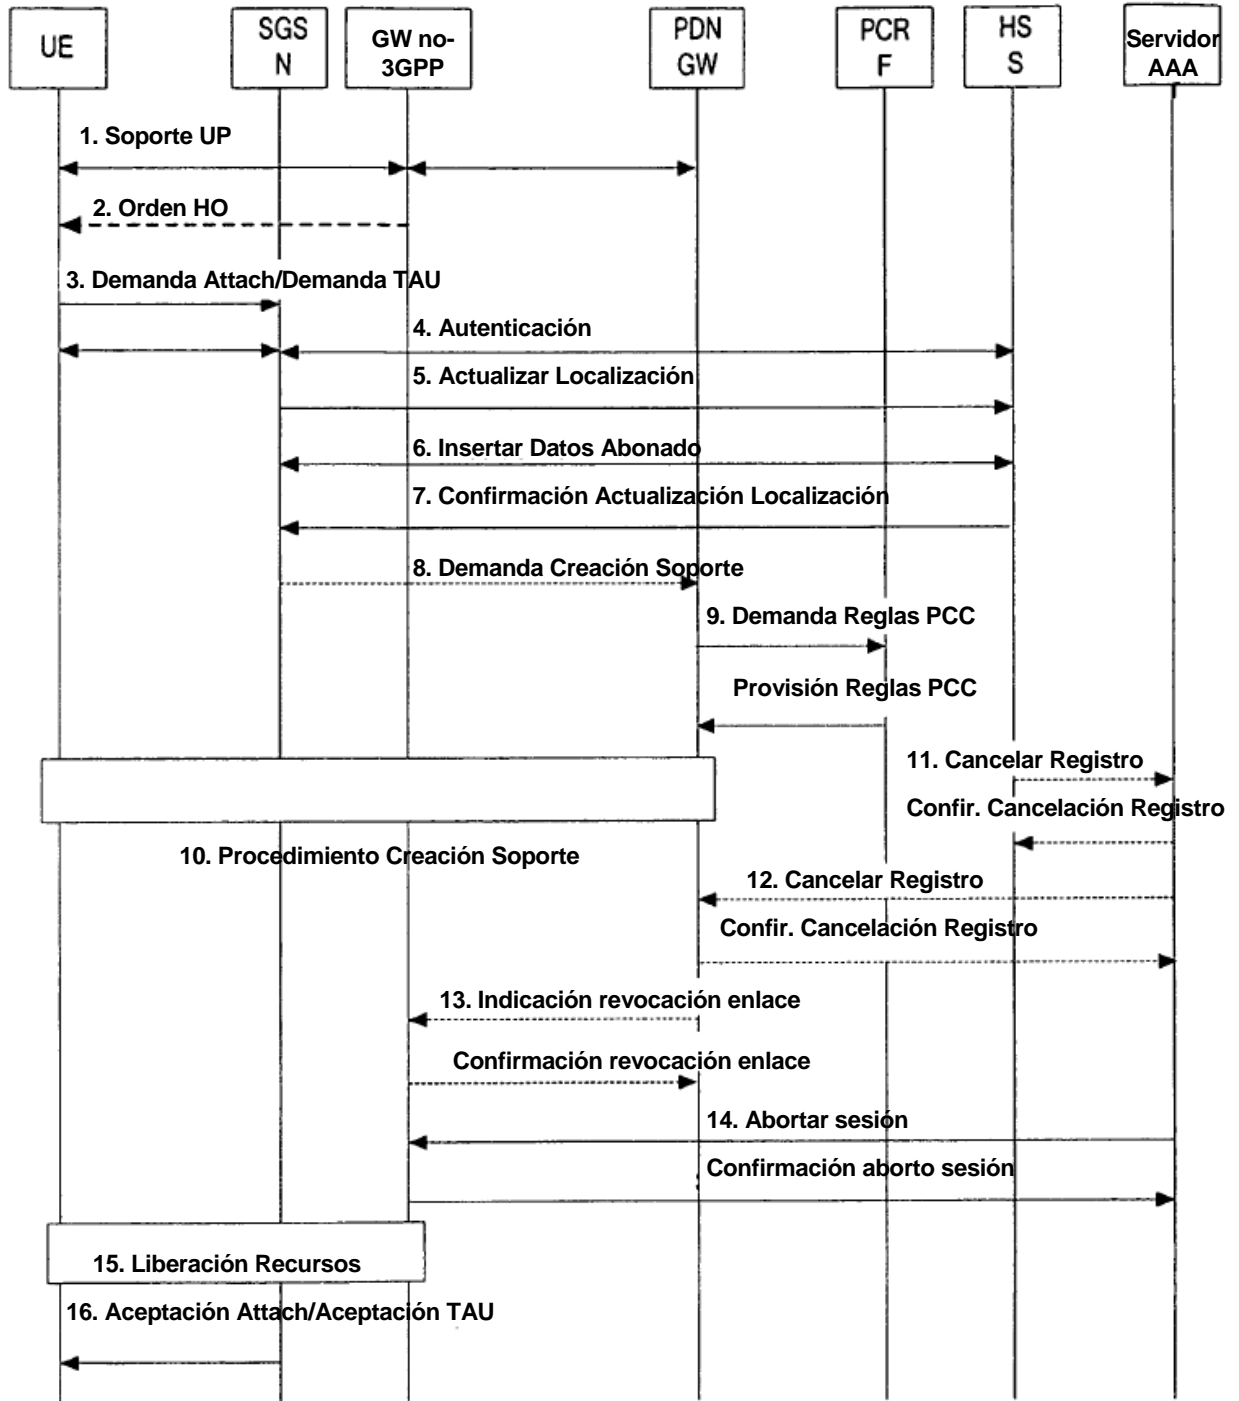 UE
SGS
N
GW no-
3GPP
PDN
GW
PCR
F
HS
S
Servidor
AAA
1. Soporte UP
2. Orden HO
3. Demanda Attach/Demanda TAU
4. Autenticación
5. Actualizar Localización
6. Insertar Datos Abonado
7. Confirmación Actualización Localización
8. Demanda Creación Soporte
9. Demanda Reglas PCC
Provisión Reglas PCC
11. Cancelar Registro
Confir. Cancelación Registro
10. Procedimiento Creación Soporte
12. Cancelar Registro
Confir. Cancelación Registro
13. Indicación revocación enlace
Confirmación revocación enlace
14. Abortar sesión
Confirmación aborto sesión
15. Liberación Recursos
16. Aceptación Attach/Aceptación TAU